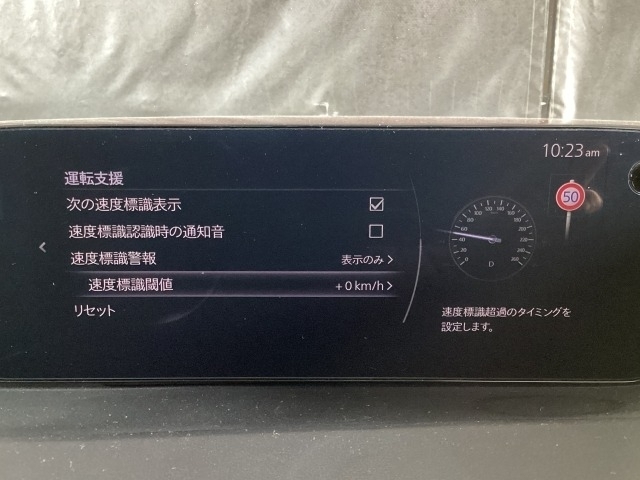 10:23 am
運転支援
次の速度標識表示
速度標識認識時の通知音
速度標識警報 表示のみ
速度標識閾値 +0 km/h
リセット
50
D
速度標識超過のタイミングを
設定します。